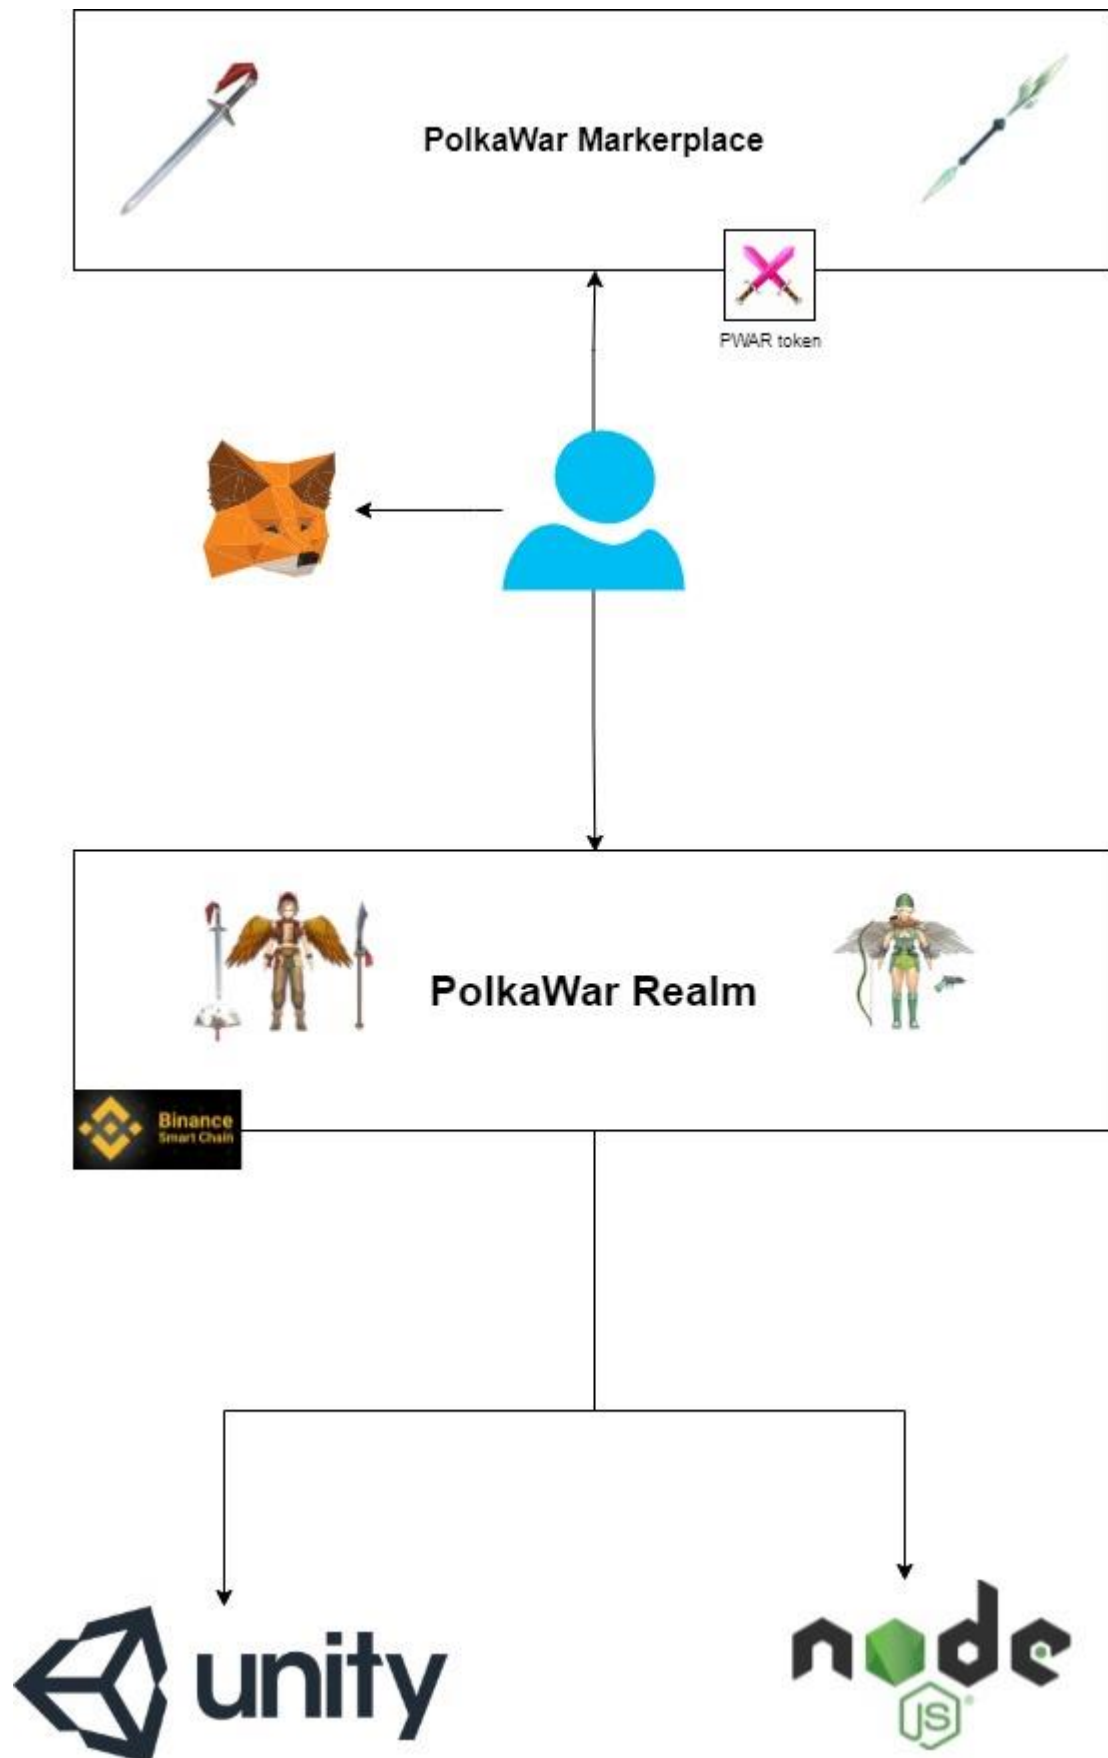 PolkaWar Markerplace
PWAR token
PolkaWar Realm
Binance
Smart Chain
unity
node
JS